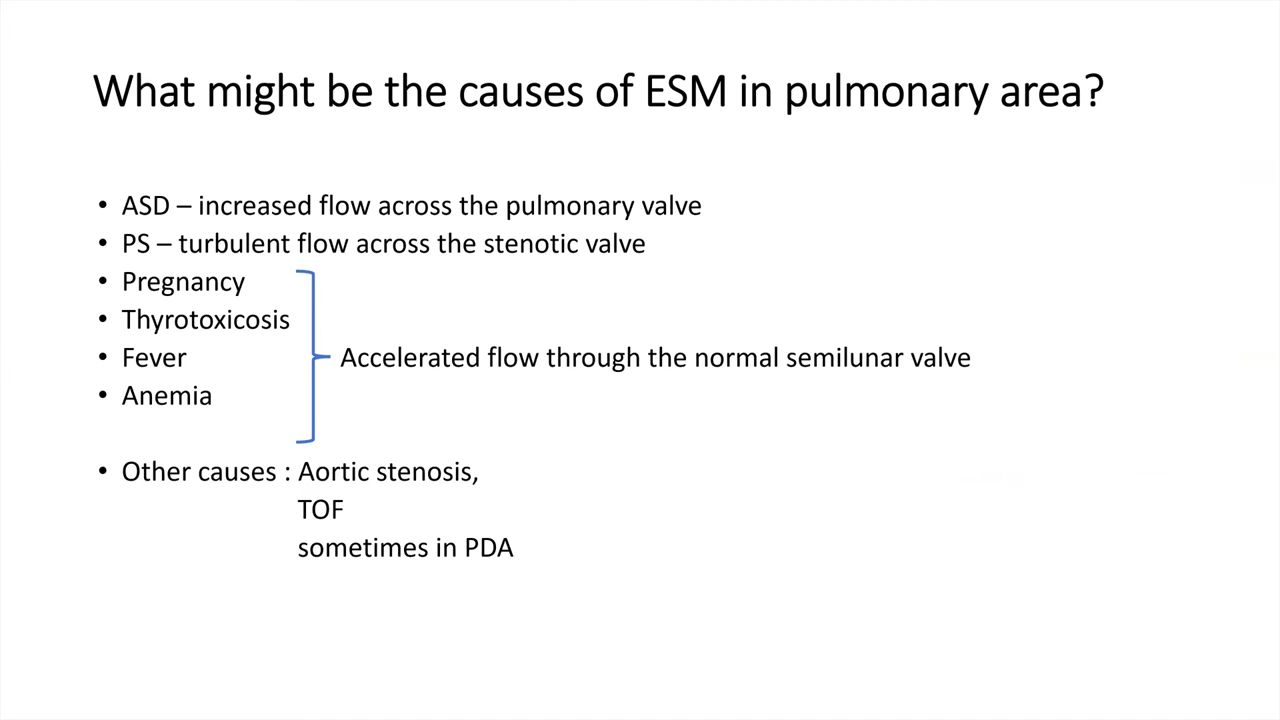 What might be the causes of ESM in pulmonary area?
• ASD – increased flow across the pulmonary valve
• PS – turbulent flow across the stenotic valve
• Pregnancy
• Thyrotoxicosis
• Fever
Accelerated flow through the normal semilunar valve
• Anemia
• Other causes : Aortic stenosis,
TOF
sometimes in PDA